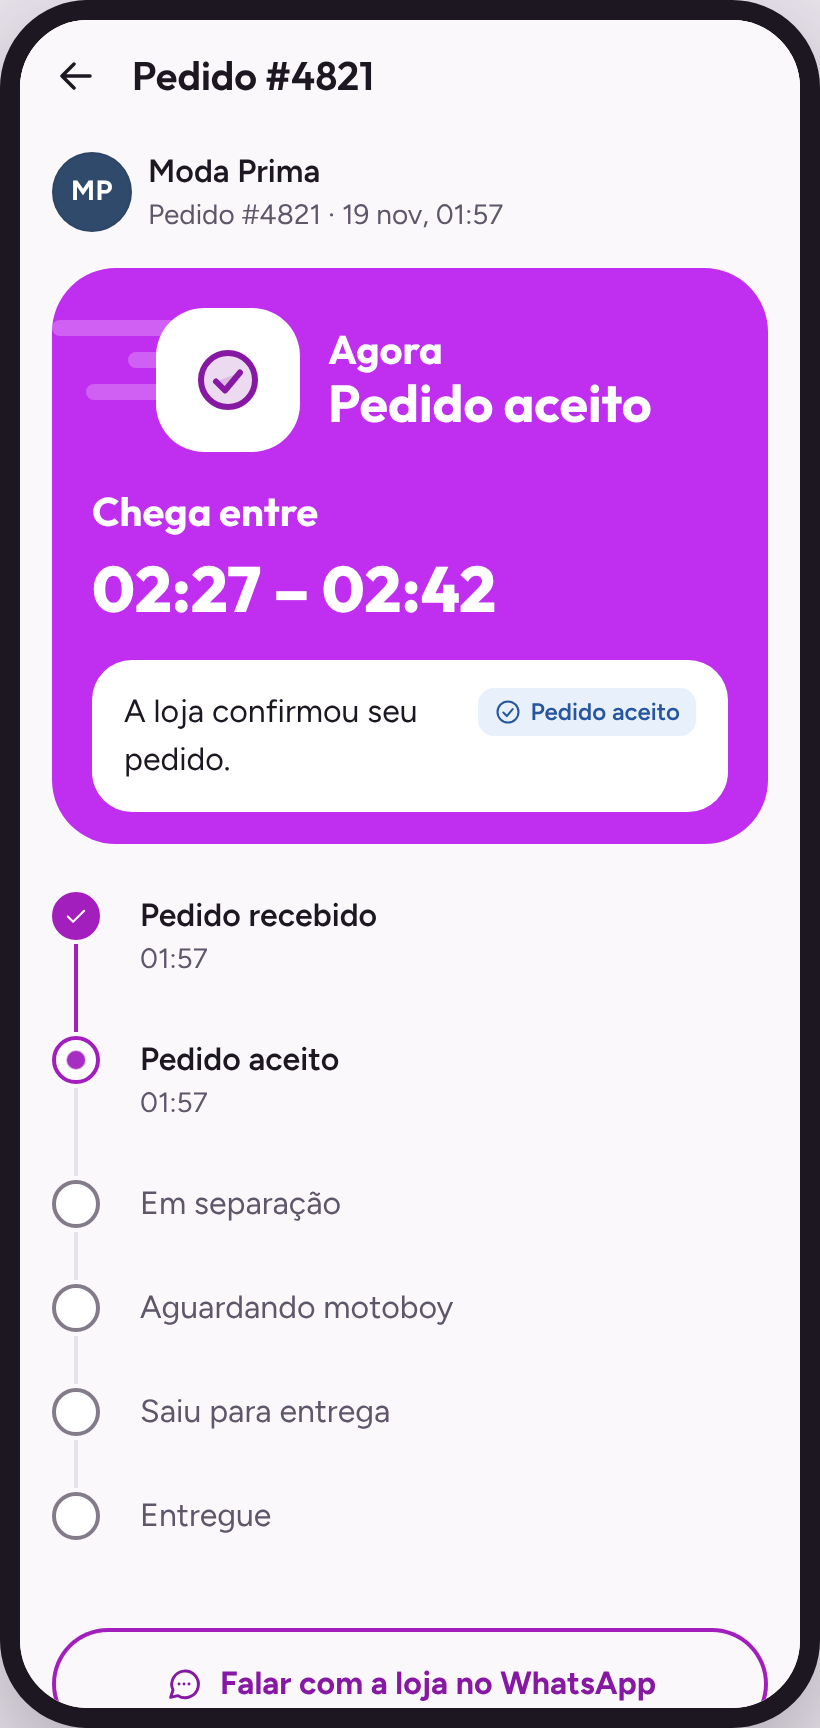 Pedido #4821
MP
Moda Prima
Pedido #4821 · 19 nov, 01:57
Agora
Pedido aceito
Chega entre
02:27 – 02:42
A loja confirmou seu
pedido.
Pedido aceito
Pedido recebido
01:57
Pedido aceito
01:57
Em separação
Aguardando motoboy
Saiu para entrega
Entregue
Falar com a loja no WhatsApp